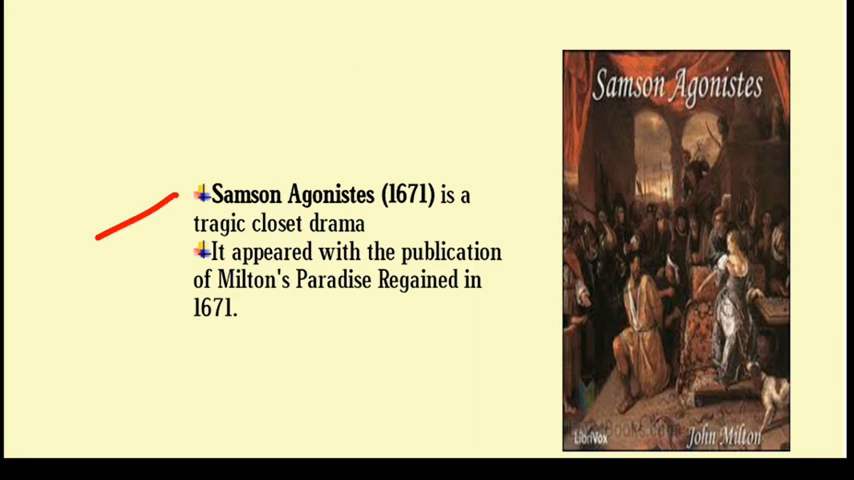 Samson Agonistes (1671) is a
tragic closet drama
It appeared with the publication
of Milton's Paradise Regained in
1671.
Samson Agonistes
LibriVox
John Milton